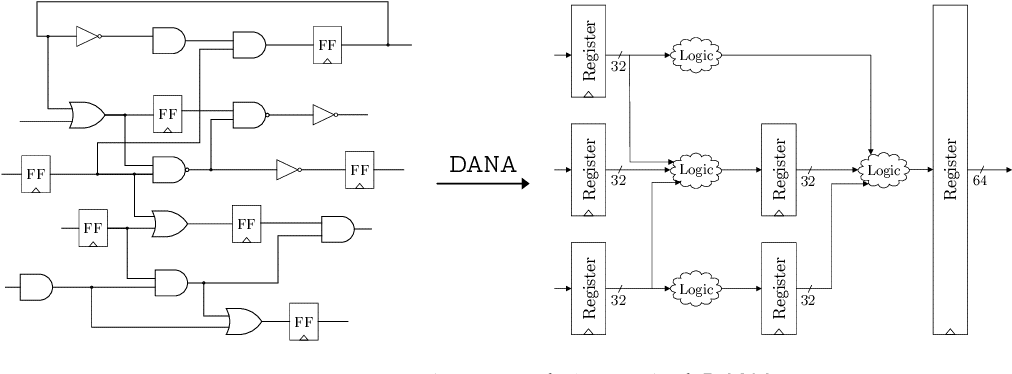 FF
FF
FF
FF
FF
FF
FF
DANA
Register
32
Logic
Register
32
Logic
Register
32
Logic
Register
64
Register
32
Logic
Register
32